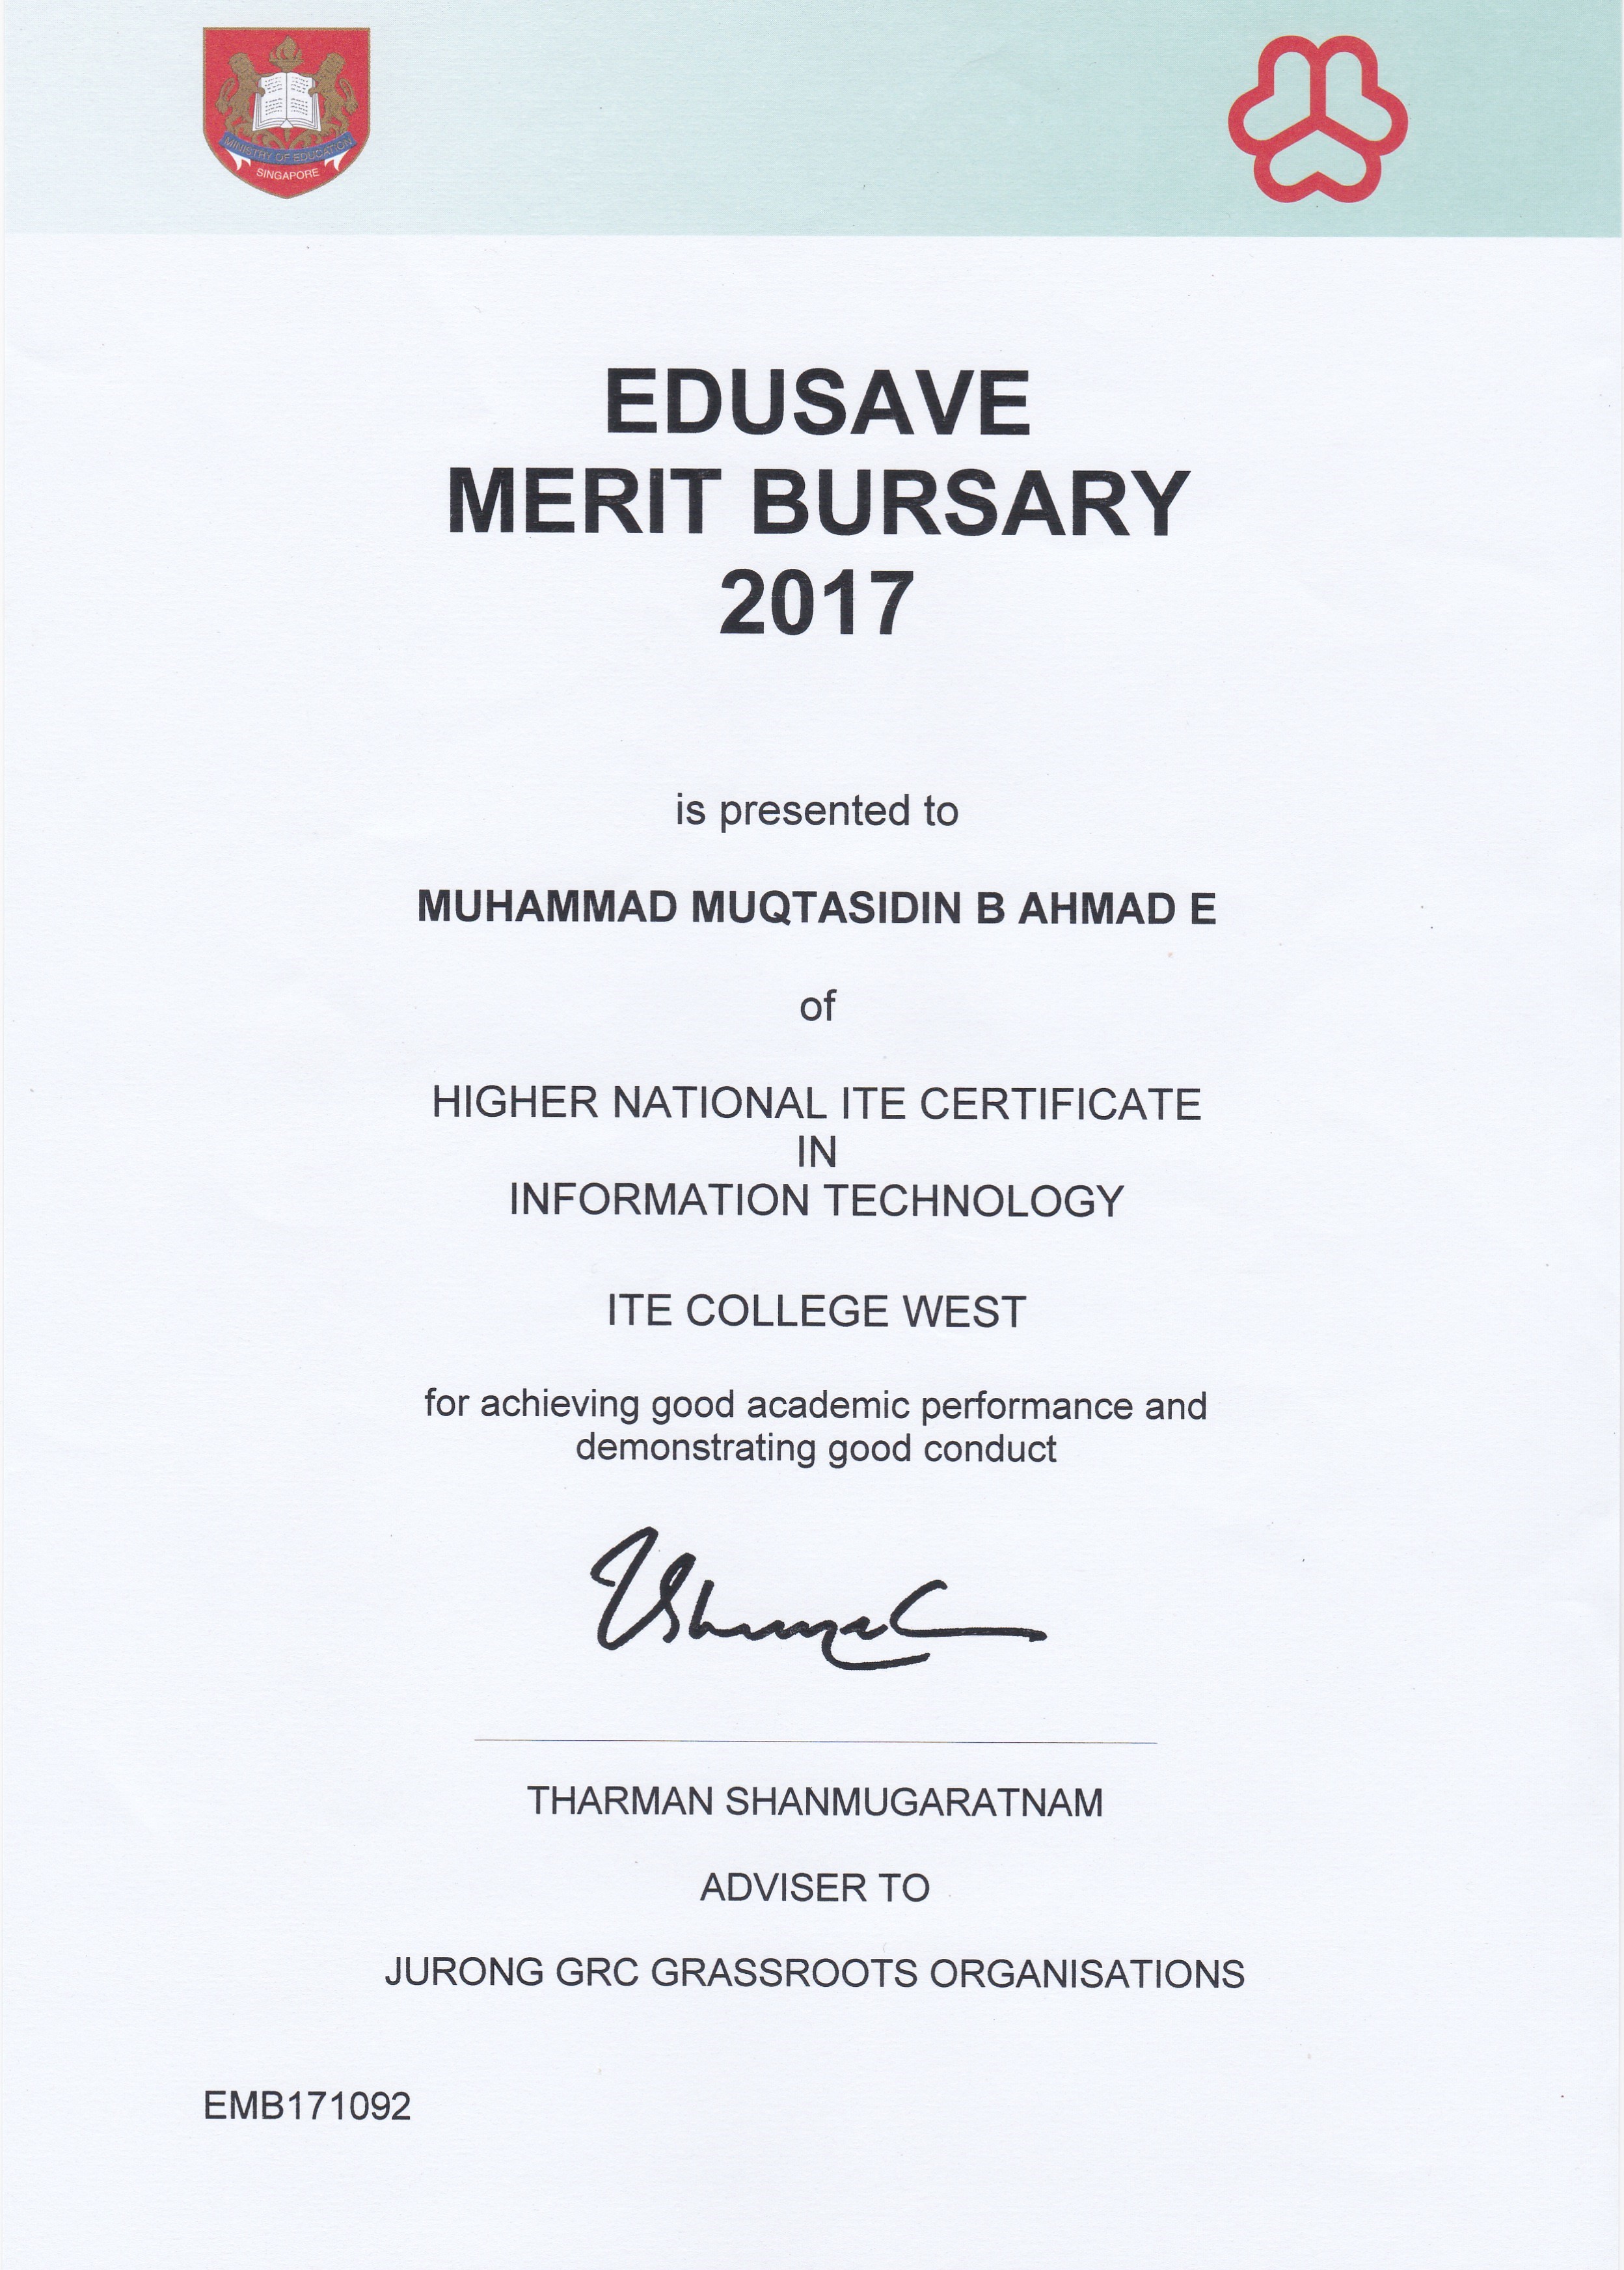 MINISTRY OF EDUCATION
SINGAPORE
EDUSAVE
MERIT BURSARY
2017
is presented to
MUHAMMAD MUQTASIDIN B AHMAD E
of
HIGHER NATIONAL ITE CERTIFICATE
IN
INFORMATION TECHNOLOGY
ITE COLLEGE WEST
for achieving good academic performance and
demonstrating good conduct
THARMAN SHANMUGARATNAM
ADVISER TO
JURONG GRC GRASSROOTS ORGANISATIONS
EMB171092